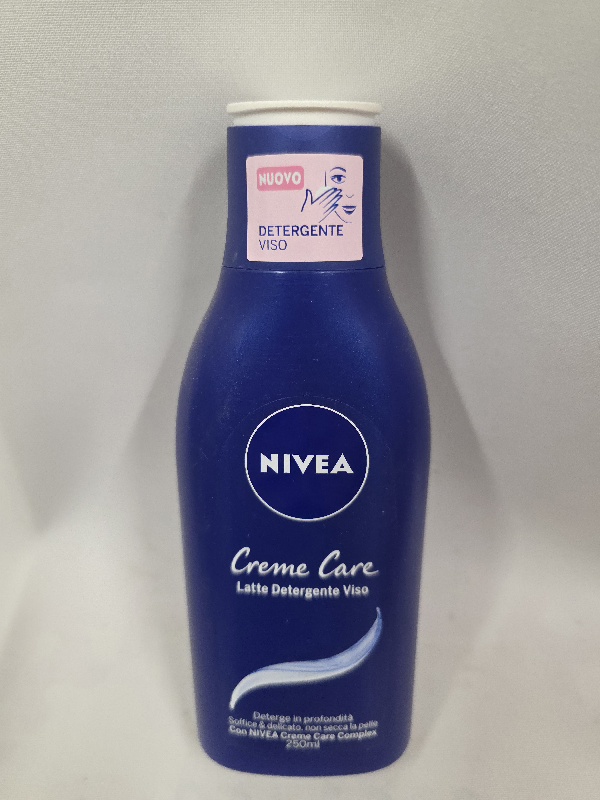 NUOVO
DETERGENTE
VISO
NIVEA
Creme Care
Latte Detergente Viso
Deterge in profondità
Soffice & delicato, non secca la pelle
Con NIVEA Creme Care Complex
250ml